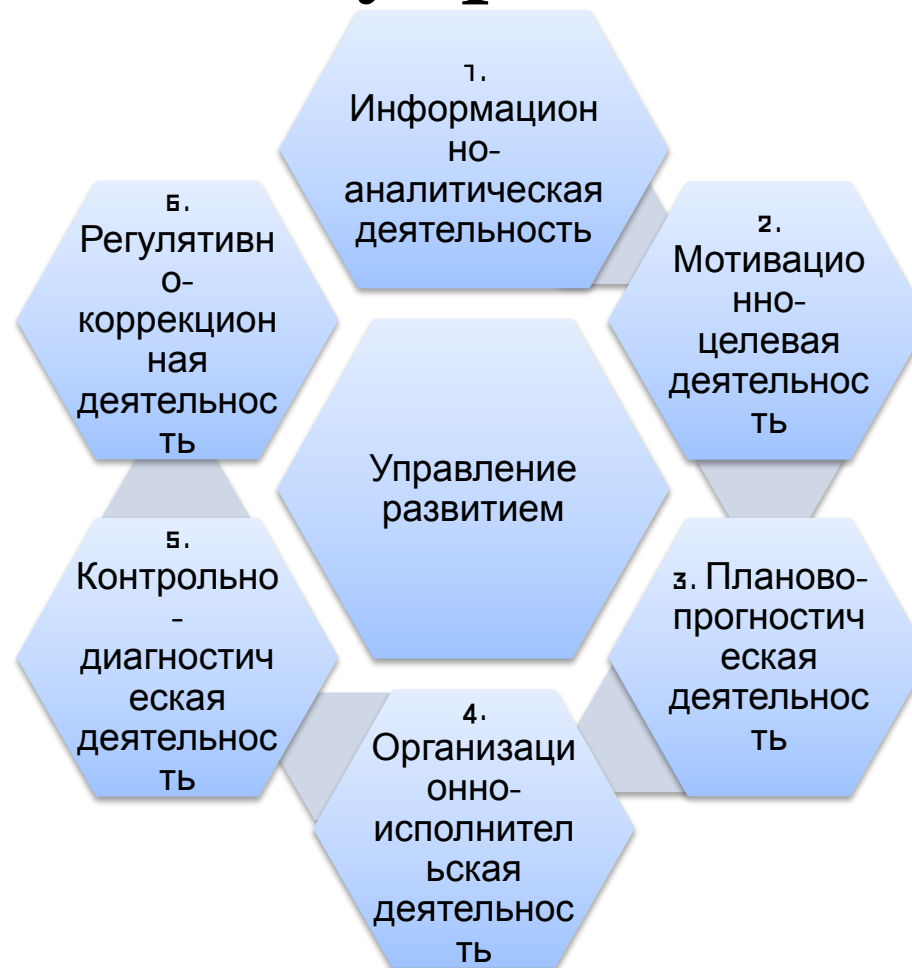 1.
Информацион
но-
аналитическая
деятельность
2.
Мотивацио
нно-
целевая
деятельнос
ть
3. Планово-
прогностич
еская
деятельнос
ть
4.
Организаци
онно-
исполнител
ьская
деятельнос
ть
5.
Контрольно
-
диагностич
еская
деятельнос
ть
6.
Регулятивн
о-
коррекцион
ная
деятельнос
ть
Управление
развитием